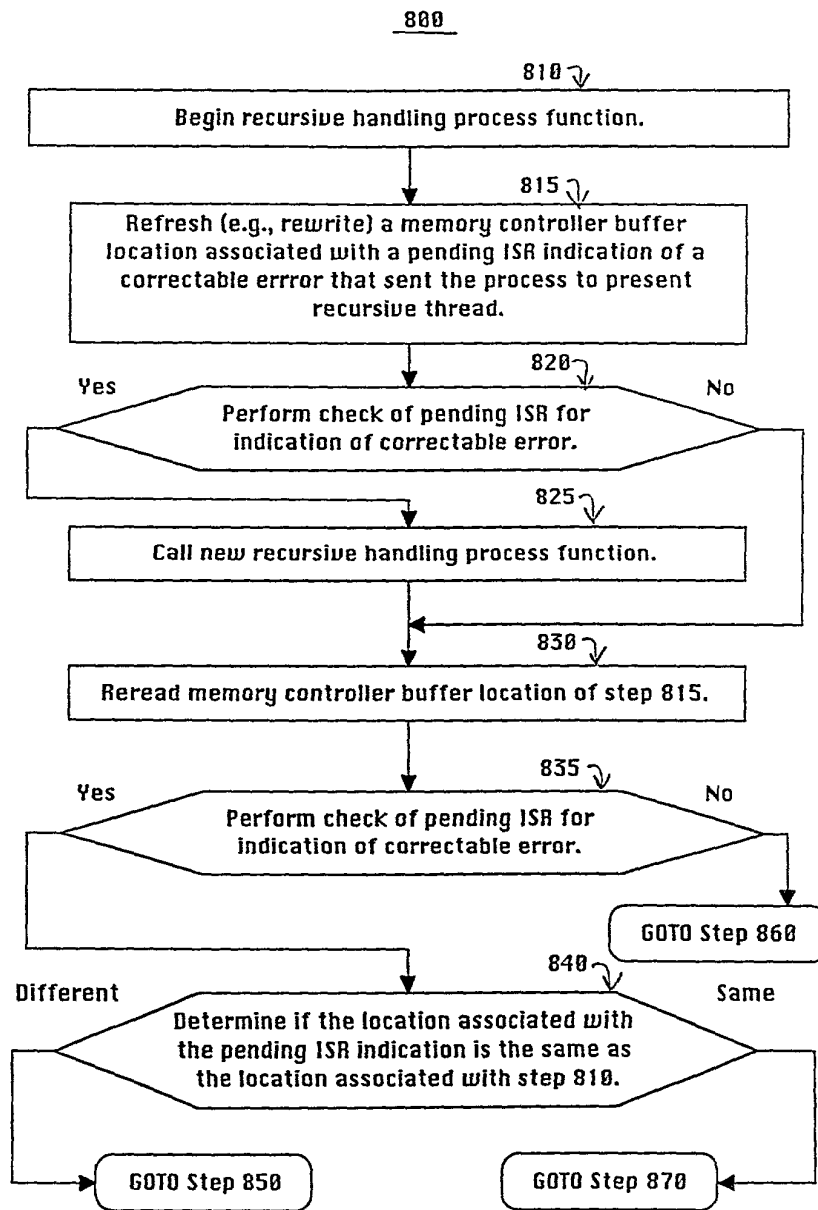 800
810
Begin recursive handling process function.
815
Refresh (e.g., rewrite) a memory controller buffer
location associated with a pending ISR indication of a
correctable errror that sent the process to present
recursive thread.
820
Yes
No
Perform check of pending ISR for
indication of correctable error.
825
Call new recursive handling process function.
830
Reread memory controller buffer location of step 815.
835
Yes
No
Perform check of pending ISR for
indication of correctable error.
GOTO Step 860
840
Different
Same
Determine if the location associated with
the pending ISR indication is the same as
the location associated with step 810.
GOTO Step 850
GOTO Step 870